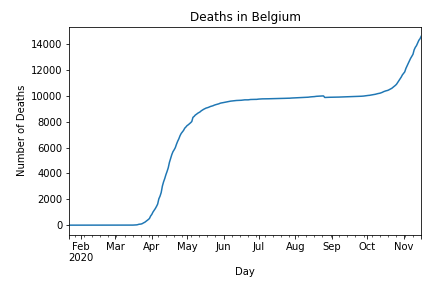 Deaths in Belgium
Number of Deaths
14000
12000
10000
8000
6000
4000
2000
0
Feb Mar Apr May Jun Jul Aug Sep Oct Nov
2020
Day